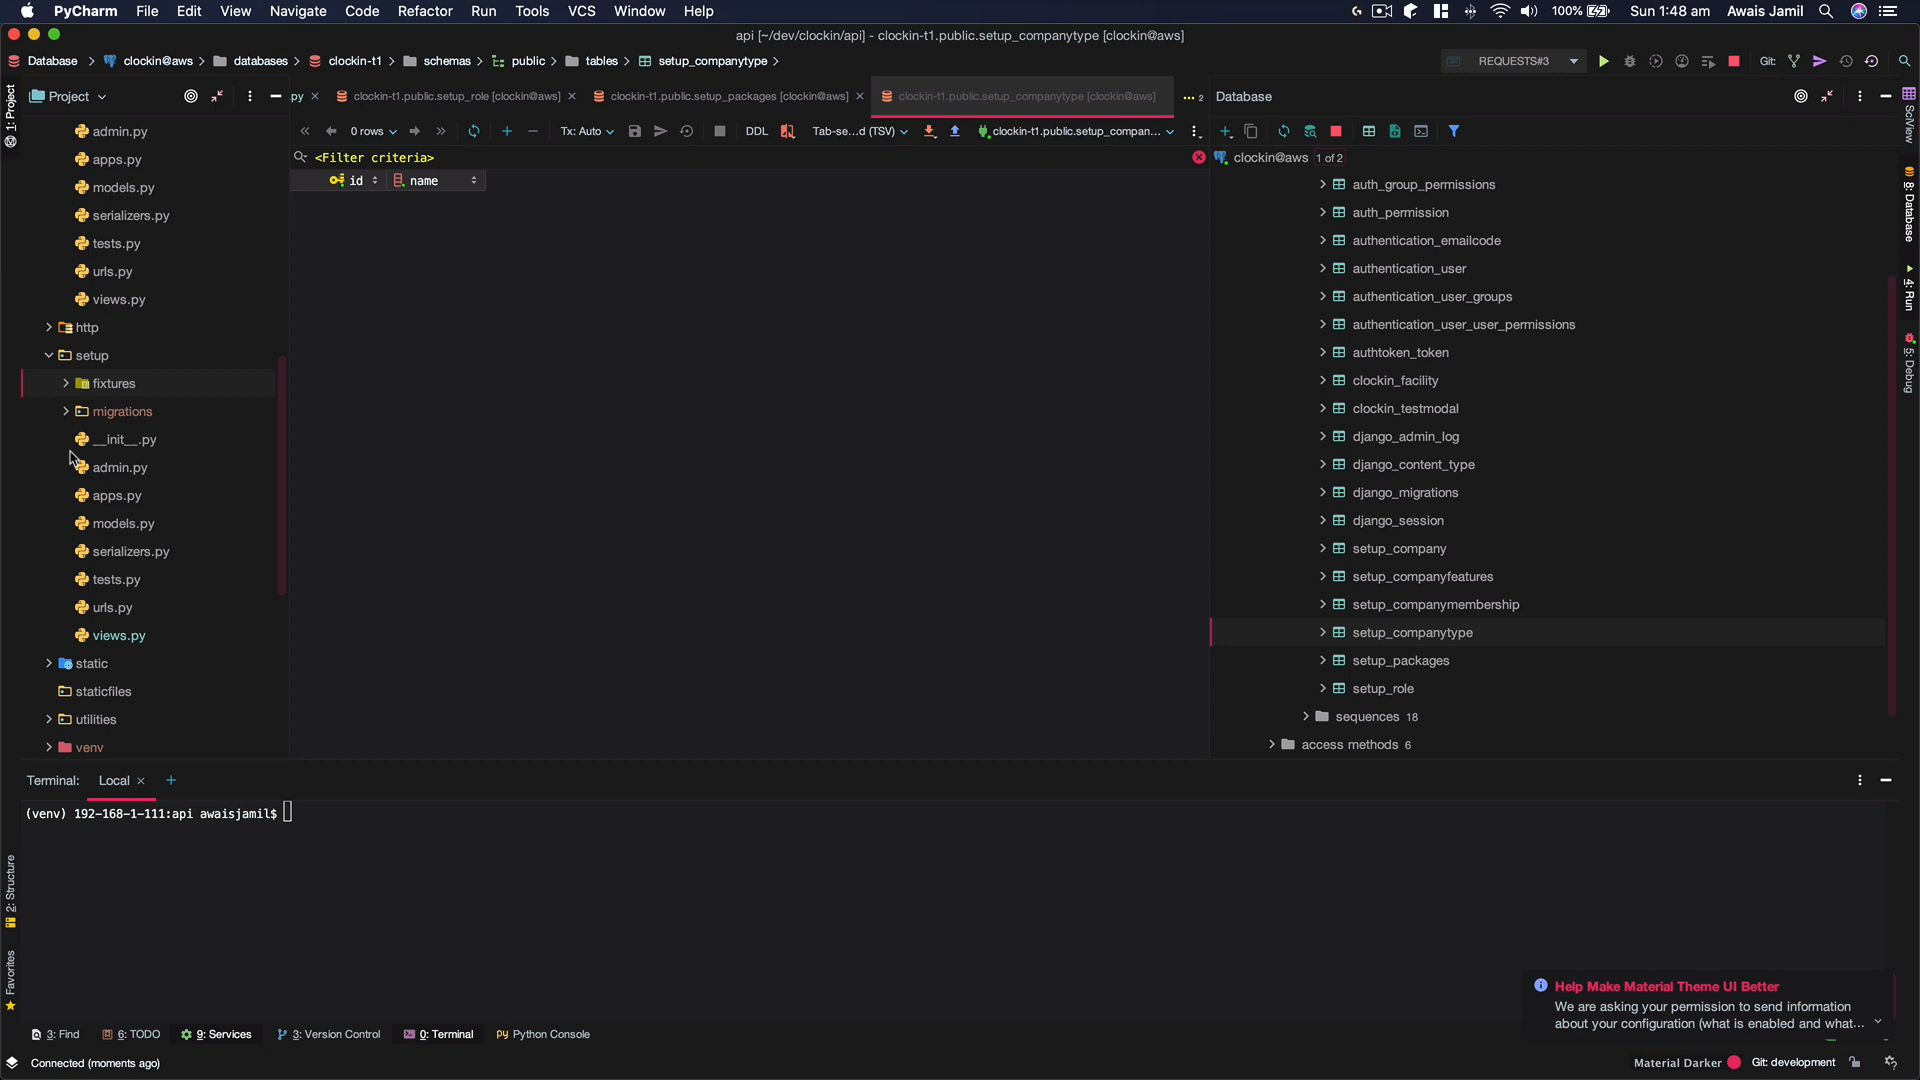 PyCharm File Edit View Navigate Code Refactor Run Tools VCS Window Help 100% Sun 1:48 am Awais Jamil
api [~/dev/clockin/api] - clockin-t1.public.setup_companytype [clockin@aws]
Database clockin@aws databases clockin-t1 schemas public tables setup_companytype REQUESTS#3 Git:
Project py clockin-t1.public.setup_role [clockin@aws] clockin-t1.public.setup_packages [clockin@aws] clockin-t1.public.setup_companytype [clockin@aws] 2 Database
0 rows Tx: Auto DDL Tab-se...d (TSV) clockin-t1.public.setup_compan...
<Filter criteria>
id name
clockin@aws 1 of 2
admin.py
apps.py
models.py
serializers.py
tests.py
urls.py
views.py
http
setup
fixtures
migrations
__init__.py
admin.py
apps.py
models.py
serializers.py
tests.py
urls.py
views.py
static
staticfiles
utilities
venv
auth_group_permissions
auth_permission
authentication_emailcode
authentication_user
authentication_user_groups
authentication_user_user_permissions
authtoken_token
clockin_facility
clockin_testmodal
django_admin_log
django_content_type
django_migrations
django_session
setup_company
setup_companyfeatures
setup_companymembership
setup_companytype
setup_packages
setup_role
sequences 18
access methods 6
1: Project
2: Structure
Favorites
SciView
8: Database
4: Run
5: Debug
Terminal: Local
(venv) 192-168-1-111:api awaisjamil$
Help Make Material Theme UI Better
We are asking your permission to send information
about your configuration (what is enabled and what...
3: Find 6: TODO 9: Services 3: Version Control 0: Terminal Python Console
Connected (moments ago) Material Darker Git: development